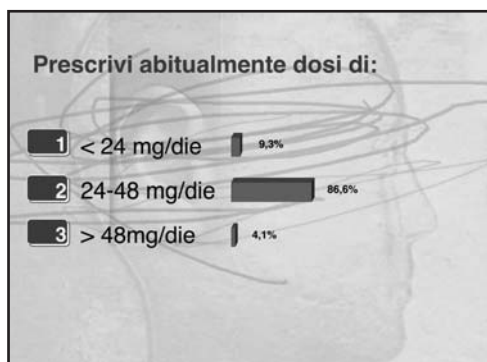 Prescrivi abitualmente dosi di:
1 < 24 mg/die 9,3%
2 24-48 mg/die 86,6%
3 > 48mg/die 4,1%